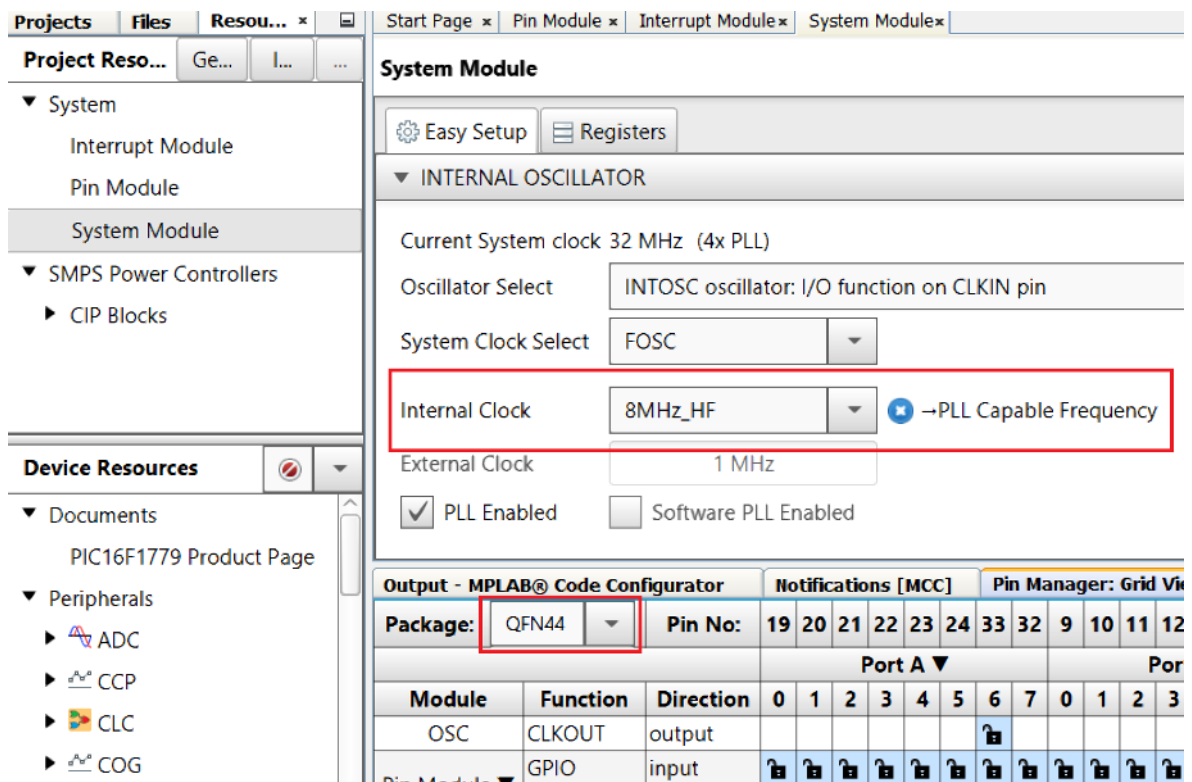 Projects Files Resou... ×
Start Page × Pin Module × Interrupt Module × System Module ×
Project Reso... Ge... I... ...
System
Interrupt Module
Pin Module
System Module
SMPS Power Controllers
CIP Blocks
System Module
Easy Setup Registers
INTERNAL OSCILLATOR
Current System clock 32 MHz (4x PLL)
Oscillator Select INTOSC oscillator: I/O function on CLKIN pin
System Clock Select FOSC
Internal Clock 8MHz_HF →PLL Capable Frequency
External Clock 1 MHz
PLL Enabled Software PLL Enabled
Device Resources
Documents
PIC16F1779 Product Page
Peripherals
ADC
CCP
CLC
COG
Output - MPLAB® Code Configurator Notifications [MCC] Pin Manager: Grid Vie
Package: QFN44 Pin No: 19 20 21 22 23 24 33 32 9 10 11 12
Port A ▼ Por
Module Function Direction 0 1 2 3 4 5 6 7 0 1 2 3
OSC CLKOUT output
Pin Module ▼ GPIO input